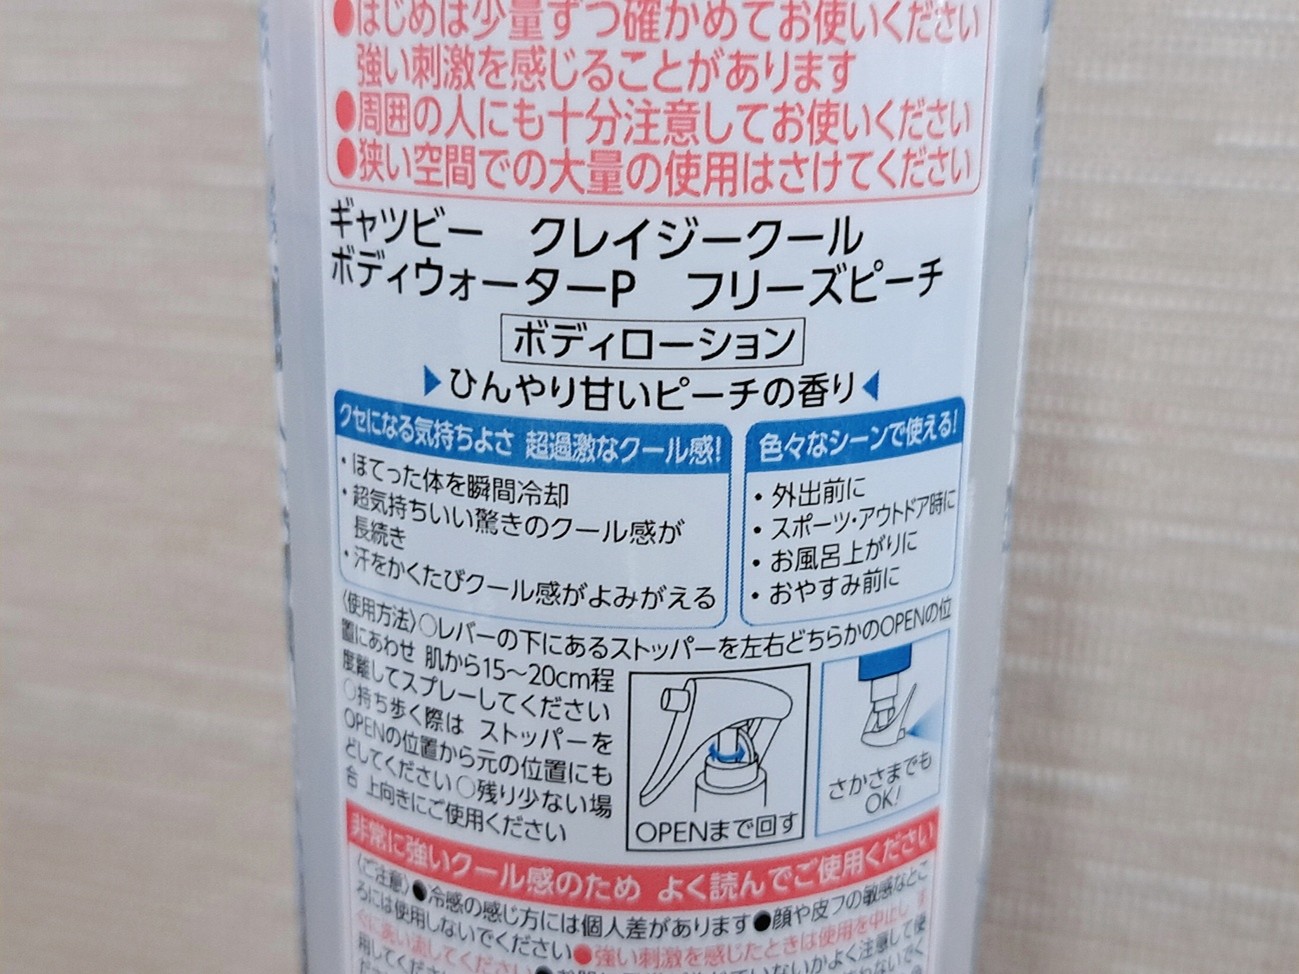 ●はじめは少量ずつ確かめてお使いください
強い刺激を感じることがあります
●周囲の人にも十分注意してお使いください
●狭い空間での大量の使用はさけてください
ギャツビー クレイジークール
ボディウォーターP フリーズピーチ
ボディローション
▶ひんやり甘いピーチの香り◀
クセになる気持ちよさ 超過激なクール感!
・ほてった体を瞬間冷却
・超気持ちいい驚きのクール感が
長続き
・汗をかくたびクール感がよみがえる
色々なシーンで使える!
・外出前に
・スポーツ・アウトドア時に
・お風呂上がりに
・おやすみ前に
〈使用方法〉○レバーの下にあるストッパーを左右どちらかのOPENの位
置にあわせ 肌から15〜20cm程
度離してスプレーしてください
○持ち歩く際は ストッパーを
OPENの位置から元の位置にも
どしてください ○残り少ない場
合 上向きにご使用ください
OPENまで回す
さかさまでも
OK!
非常に強いクール感のため よく読んでご使用ください
〈ご注意〉●冷感の感じ方には個人差があります●顔や皮フの敏感なとこ
ろには使用しないでください●強い刺激を感じたときは使用を中止し す
ぐに洗い流してください
用してくださ